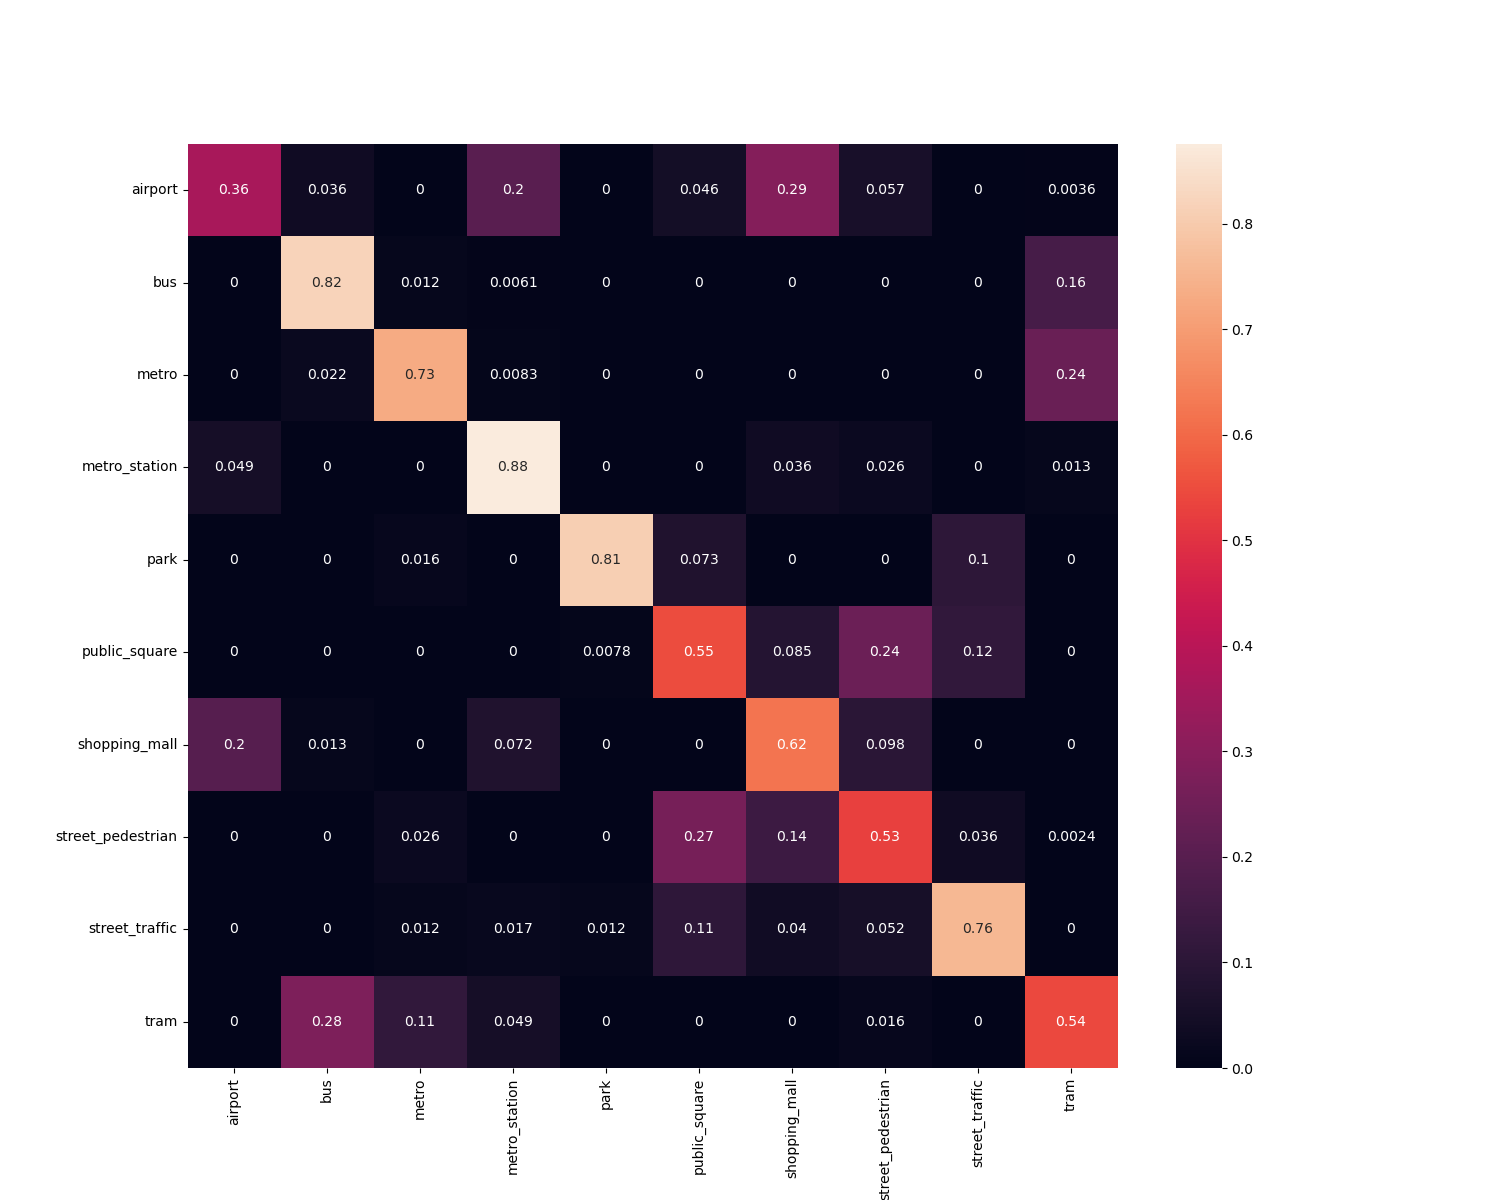 airport 0.36 0.036 0 0.2 0 0.046 0.29 0.057 0 0.0036
bus 0 0.82 0.012 0.0061 0 0 0 0 0 0.16
metro 0 0.022 0.73 0.0083 0 0 0 0 0 0.24
metro_station 0.049 0 0 0.88 0 0 0.036 0.026 0 0.013
park 0 0 0.016 0 0.81 0.073 0 0 0.1 0
public_square 0 0 0 0 0.0078 0.55 0.085 0.24 0.12 0
shopping_mall 0.2 0.013 0 0.072 0 0 0.62 0.098 0 0
street_pedestrian 0 0 0.026 0 0 0.27 0.14 0.53 0.036 0.0024
street_traffic 0 0 0.012 0.017 0.012 0.11 0.04 0.052 0.76 0
tram 0 0.28 0.11 0.049 0 0 0 0.016 0 0.54
airport
bus
metro
metro_station
park
public_square
shopping_mall
street_pedestrian
street_traffic
tram
0.8
0.7
0.6
0.5
0.4
0.3
0.2
0.1
0.0